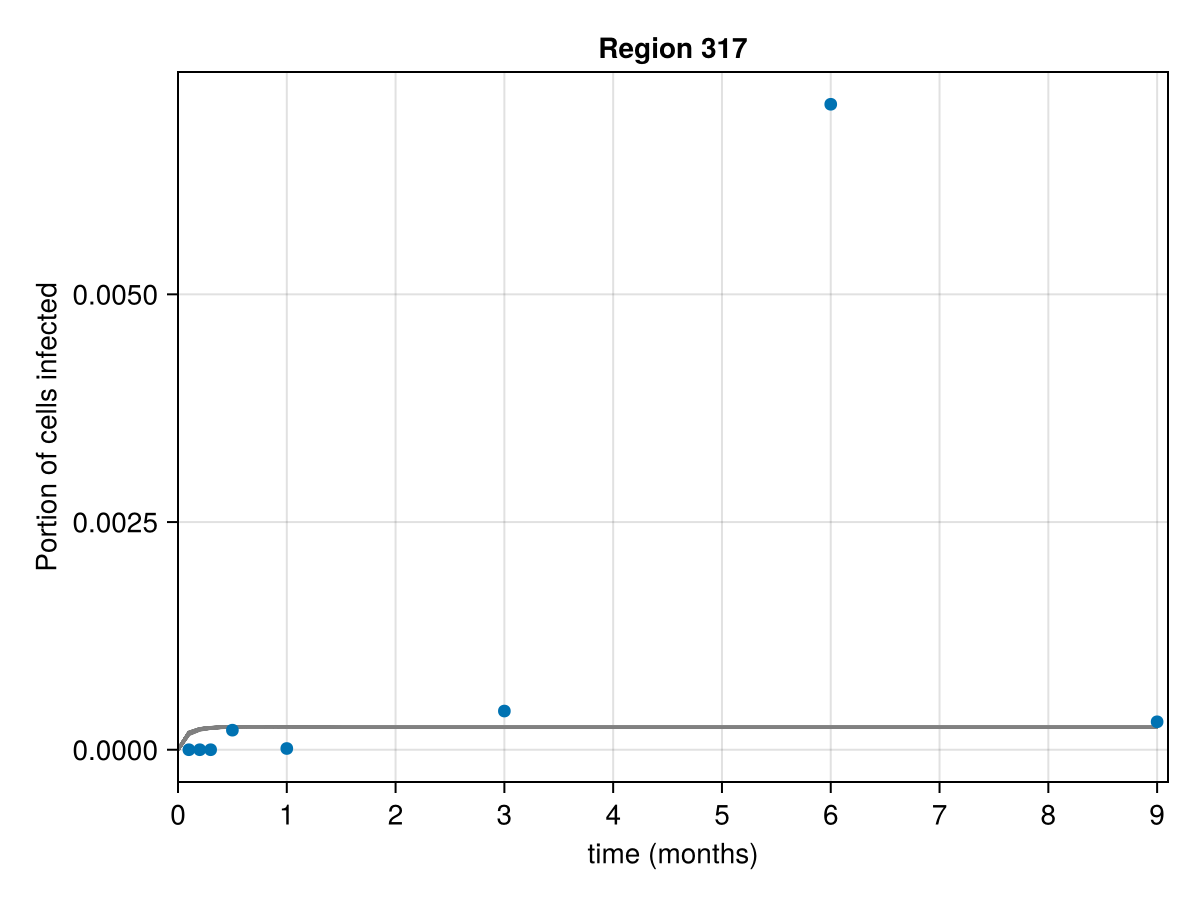 Region 317
Portion of cells infected
0.0050
0.0025
0.0000
0 1 2 3 4 5 6 7 8 9
time (months)